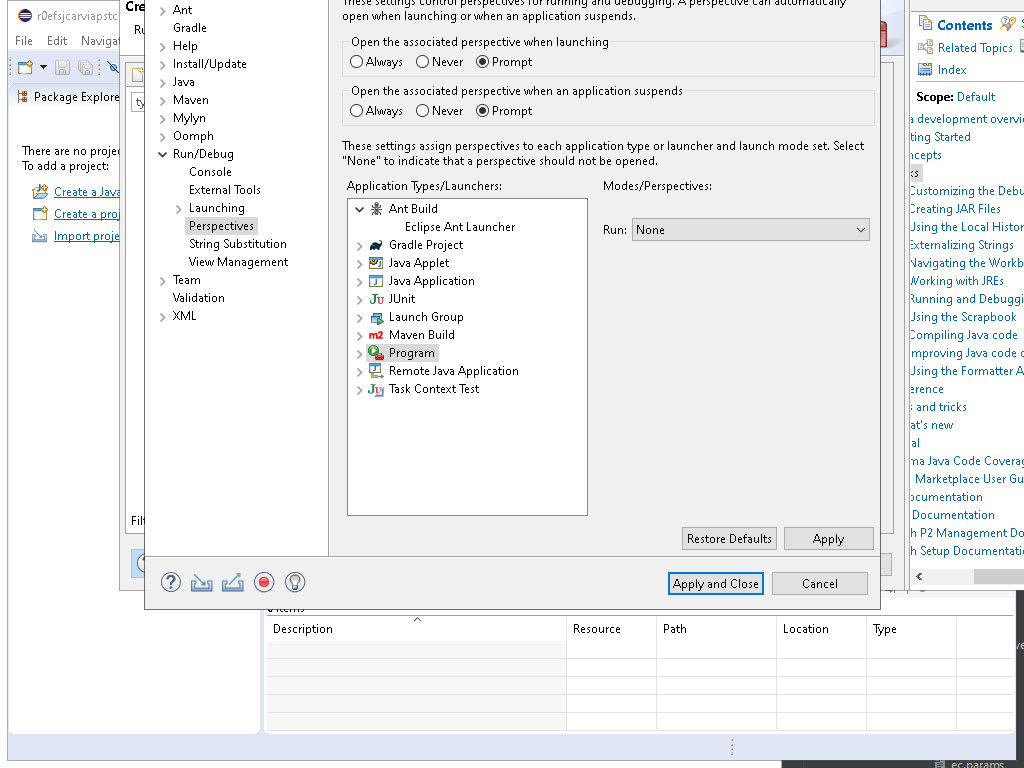 r0efsjcarviapstc
File Edit Navigat
Package Explore
There are no projec
To add a project:
Create a Java
Create a proj
Import proje
Cre
Ru
ty
Filt
Ant
Gradle
Help
Install/Update
Java
Maven
Mylyn
Oomph
Run/Debug
Console
External Tools
Launching
Perspectives
String Substitution
View Management
Team
Validation
XML
These settings control perspectives for running and debugging. A perspective can automatically
open when launching or when an application suspends.
Open the associated perspective when launching
Always Never Prompt
Open the associated perspective when an application suspends
Always Never Prompt
These settings assign perspectives to each application type or launcher and launch mode set. Select
"None" to indicate that a perspective should not be opened.
Application Types/Launchers:
Modes/Perspectives:
Ant Build
Eclipse Ant Launcher
Gradle Project
Java Applet
Java Application
JUnit
Launch Group
Maven Build
Program
Remote Java Application
Task Context Test
Run: None
Restore Defaults Apply
Apply and Close Cancel
Contents
Related Topics
Index
Scope: Default
a development overvie
ting Started
ncepts
ks
Customizing the Debu
Creating JAR Files
Using the Local Histor
Externalizing Strings
Navigating the Workb
Working with JREs
Running and Debuggi
Using the Scrapbook
Compiling Java code
mproving Java code c
Using the Formatter A
erence
s and tricks
at's new
al
ma Java Code Coverag
Marketplace User Gu
ocumentation
Documentation
h P2 Management Do
h Setup Documentatio
0 items
Description Resource Path Location Type
ec.params